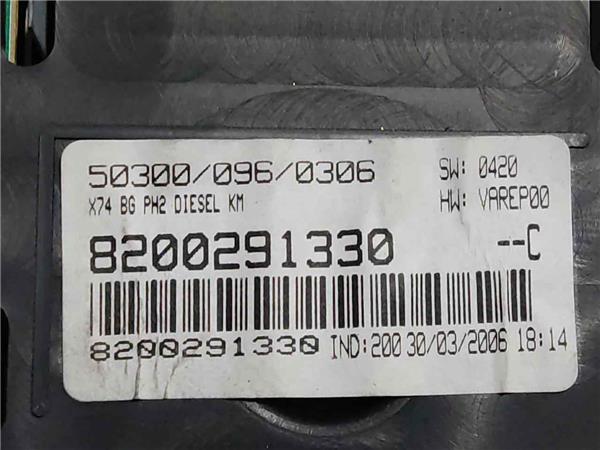 50300/096/0306 SW: 0420
X74 BG PH2 DIESEL KM HW: VAREP00
8200291330 --C
8200291330 IND:200 30/03/2006 18:14